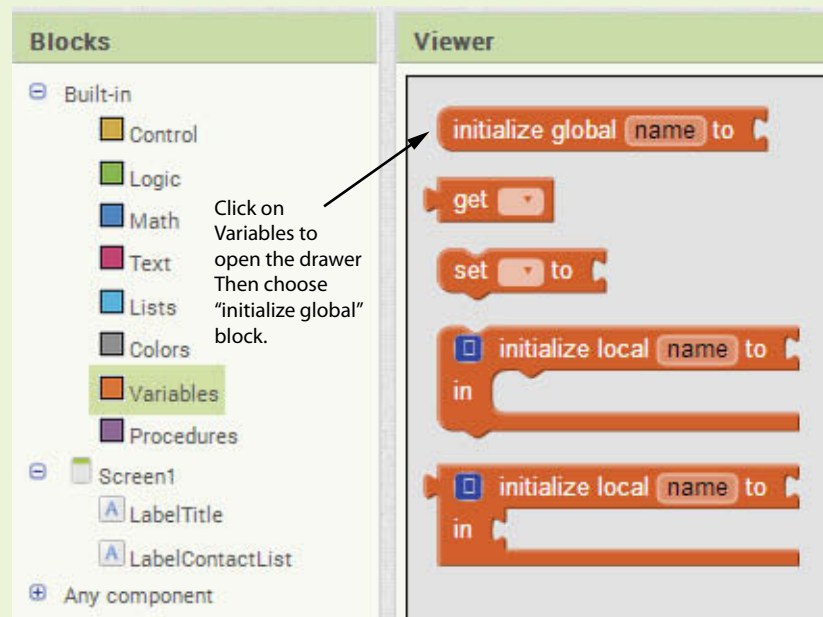 Blocks
Built-in
Control
Logic
Math
Text
Lists
Colors
Variables
Procedures
Screen1
LabelTitle
LabelContactList
Any component
Click on
Variables to
open the drawer
Then choose
“initialize global”
block.
Viewer
initialize global name to
get
set to
initialize local name to
in
initialize local name to
in